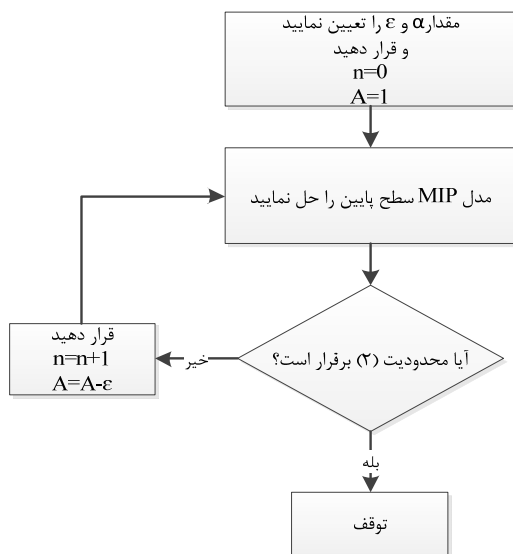 مقدارα و ε را تعیین نمایید
و قرار دهید
n=0
A=1
مدل MIP سطح پایین را حل نمایید
آیا محدودیت (۲) برقرار است؟
خیر
قرار دهید
n=n+1
A=A-ε
بله
توقف